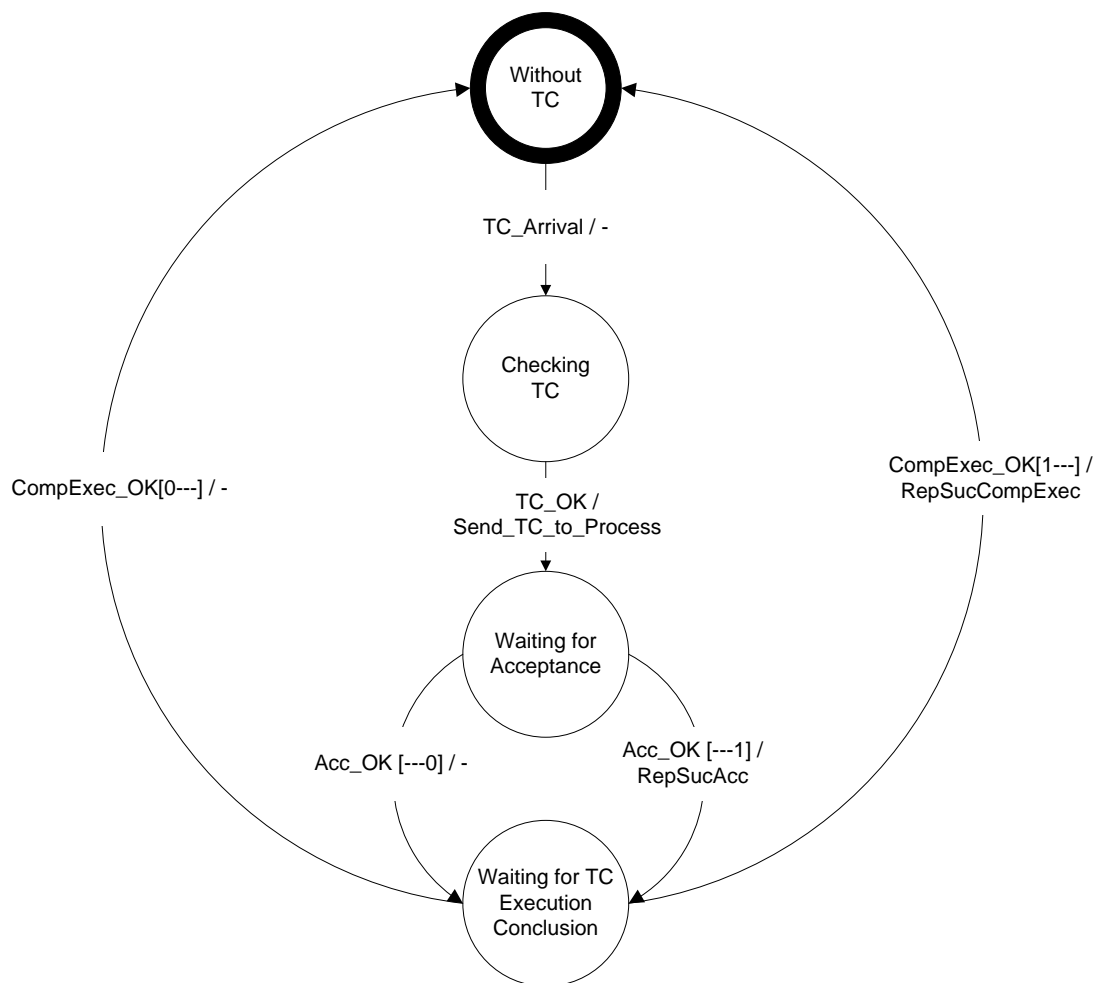 Without
TC
TC_Arrival / -
Checking
TC
CompExec_OK[0---] / -
CompExec_OK[1---] /
RepSucCompExec
TC_OK /
Send_TC_to_Process
Waiting for
Acceptance
Acc_OK [---0] / -
Acc_OK [---1] /
RepSucAcc
Waiting for TC
Execution
Conclusion